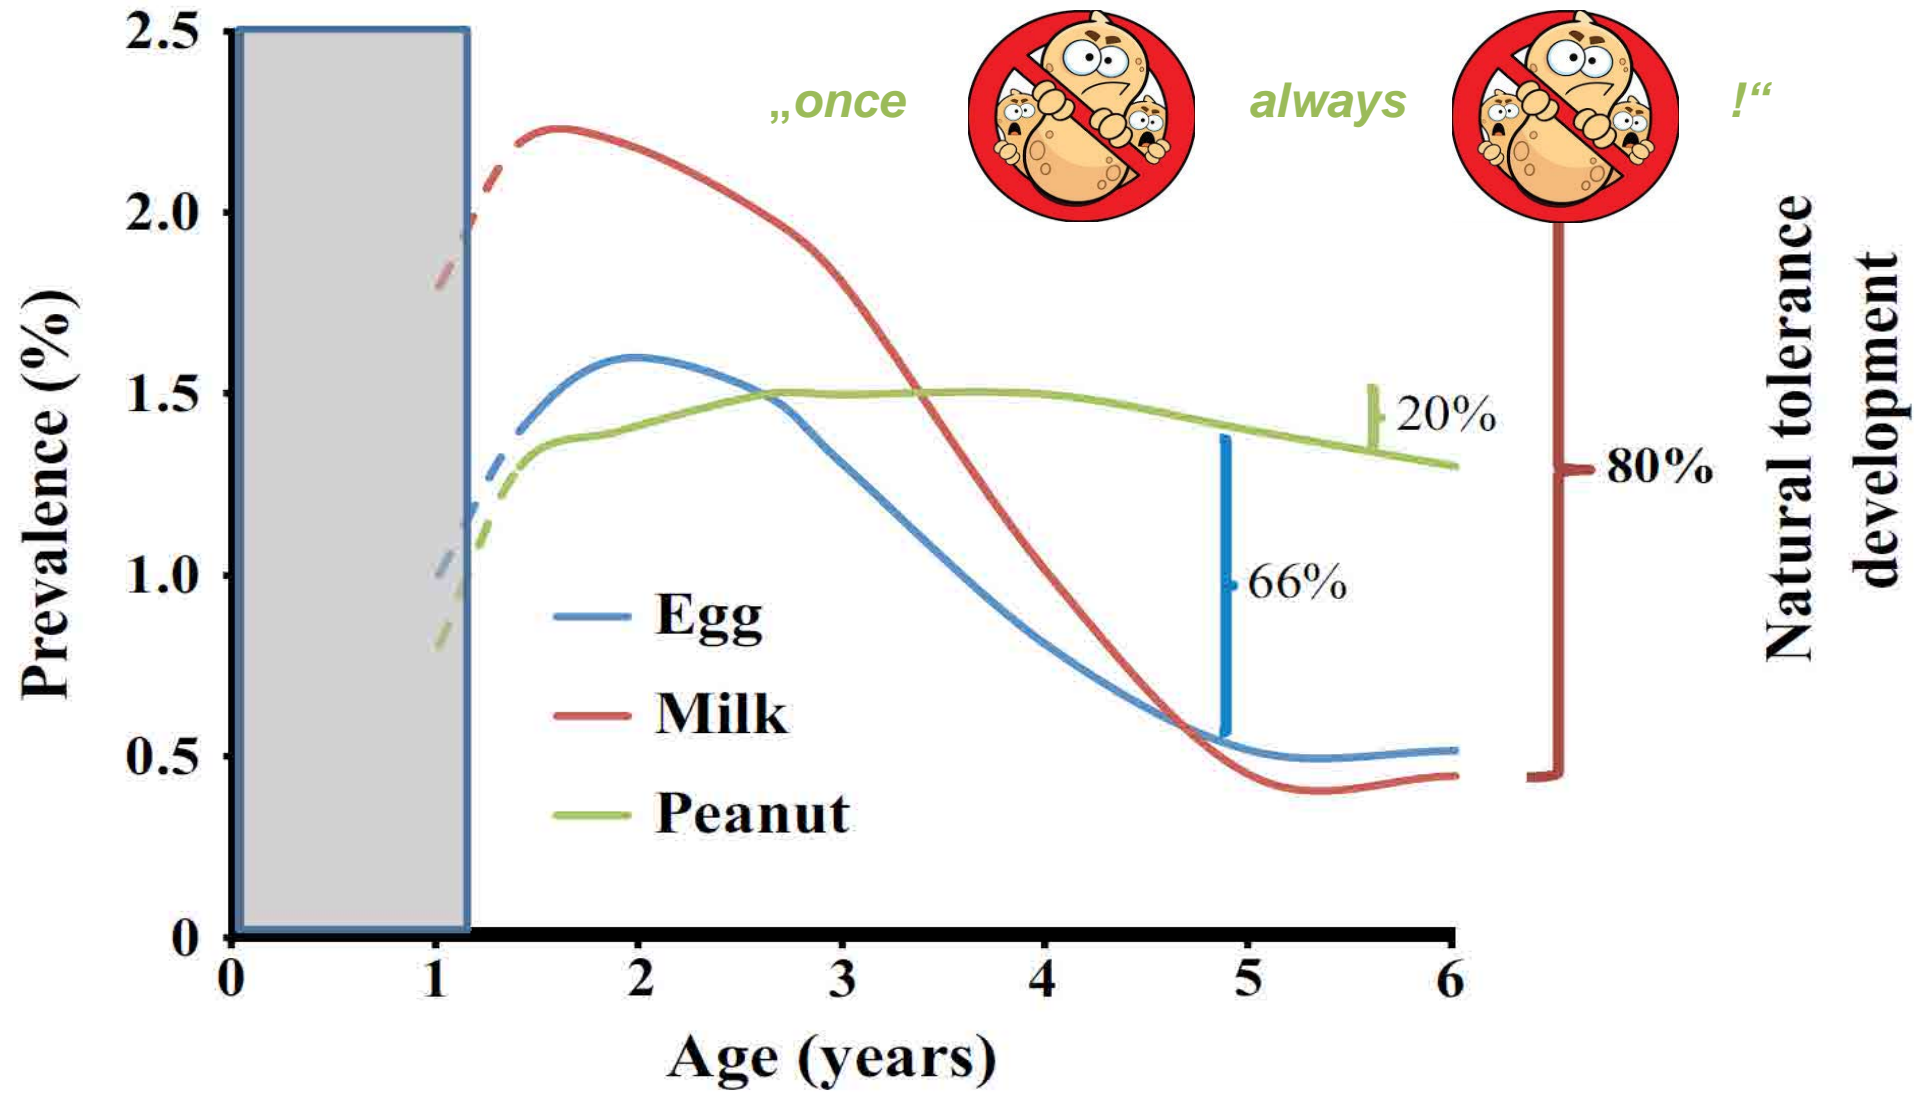 „once always !“
2.5
2.0
1.5
1.0
0.5
0
0 1 2 3 4 5 6
Prevalence (%)
Age (years)
Egg
Milk
Peanut
20%
66%
80%
Natural tolerance
development